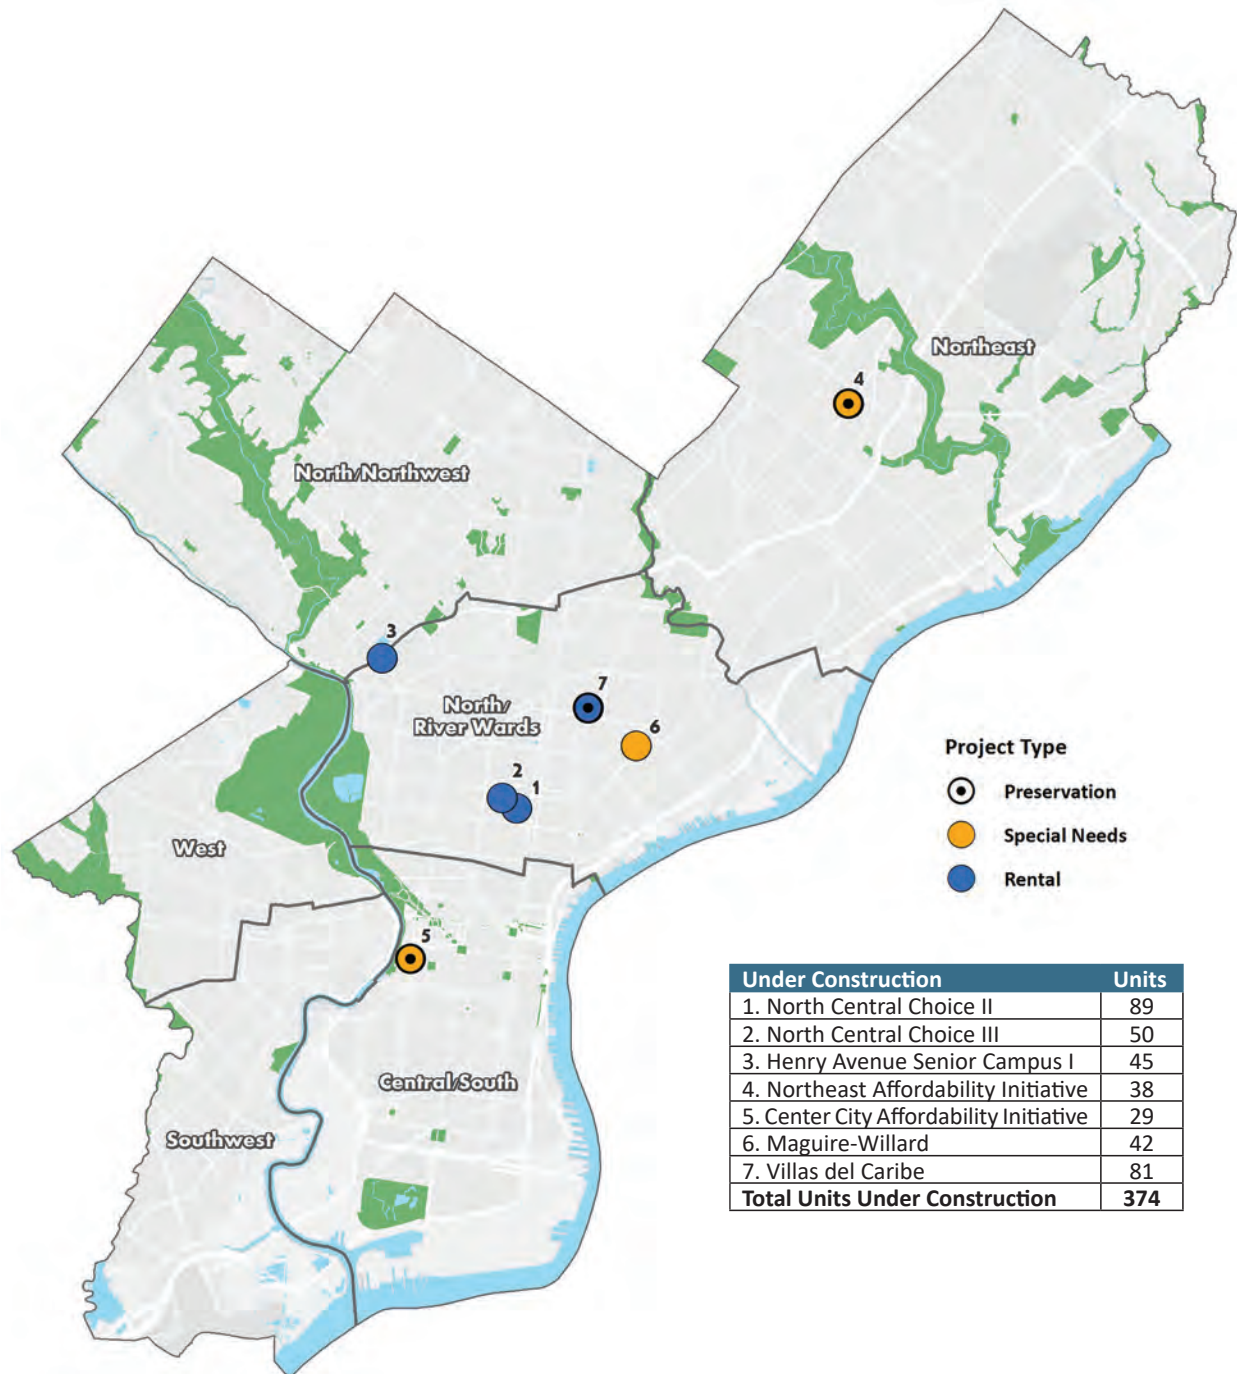 Northeast
4
North/Northwest
3
7
North/
River Wards
6
2
1
Project Type
Preservation
West
Special Needs
Rental
5
Under Construction Units
1. North Central Choice II 89
2. North Central Choice III 50
3. Henry Avenue Senior Campus I 45
4. Northeast Affordability Initiative 38
5. Center City Affordability Initiative 29
6. Maguire-Willard 42
7. Villas del Caribe 81
Total Units Under Construction 374
Central/South
Southwest